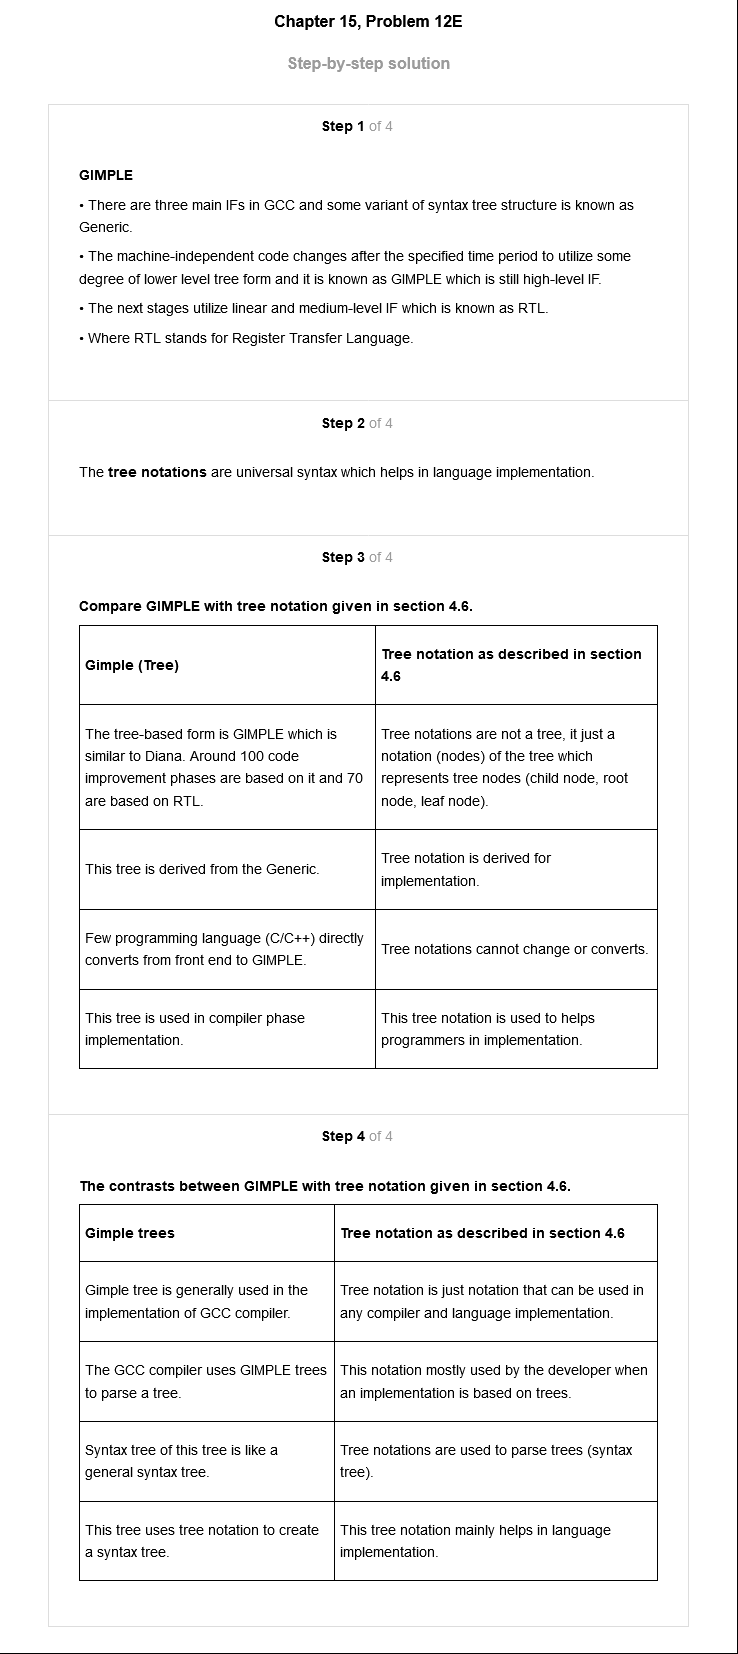 Chapter 15, Problem 12E
Step-by-step solution
Step 1 of 4
GIMPLE
• There are three main IFs in GCC and some variant of syntax tree structure is known as
Generic.
• The machine-independent code changes after the specified time period to utilize some
degree of lower level tree form and it is known as GIMPLE which is still high-level IF.
• The next stages utilize linear and medium-level IF which is known as RTL.
• Where RTL stands for Register Transfer Language.
Step 2 of 4
The tree notations are universal syntax which helps in language implementation.
Step 3 of 4
Compare GIMPLE with tree notation given in section 4.6.
Gimple (Tree)
Tree notation as described in section
4.6
The tree-based form is GIMPLE which is
similar to Diana. Around 100 code
improvement phases are based on it and 70
are based on RTL.
Tree notations are not a tree, it just a
notation (nodes) of the tree which
represents tree nodes (child node, root
node, leaf node).
This tree is derived from the Generic.
Tree notation is derived for
implementation.
Few programming language (C/C++) directly
converts from front end to GIMPLE.
Tree notations cannot change or converts.
This tree is used in compiler phase
implementation.
This tree notation is used to helps
programmers in implementation.
Step 4 of 4
The contrasts between GIMPLE with tree notation given in section 4.6.
Gimple trees
Tree notation as described in section 4.6
Gimple tree is generally used in the
implementation of GCC compiler.
Tree notation is just notation that can be used in
any compiler and language implementation.
The GCC compiler uses GIMPLE trees
to parse a tree.
This notation mostly used by the developer when
an implementation is based on trees.
Syntax tree of this tree is like a
general syntax tree.
Tree notations are used to parse trees (syntax
tree).
This tree uses tree notation to create
a syntax tree.
This tree notation mainly helps in language
implementation.